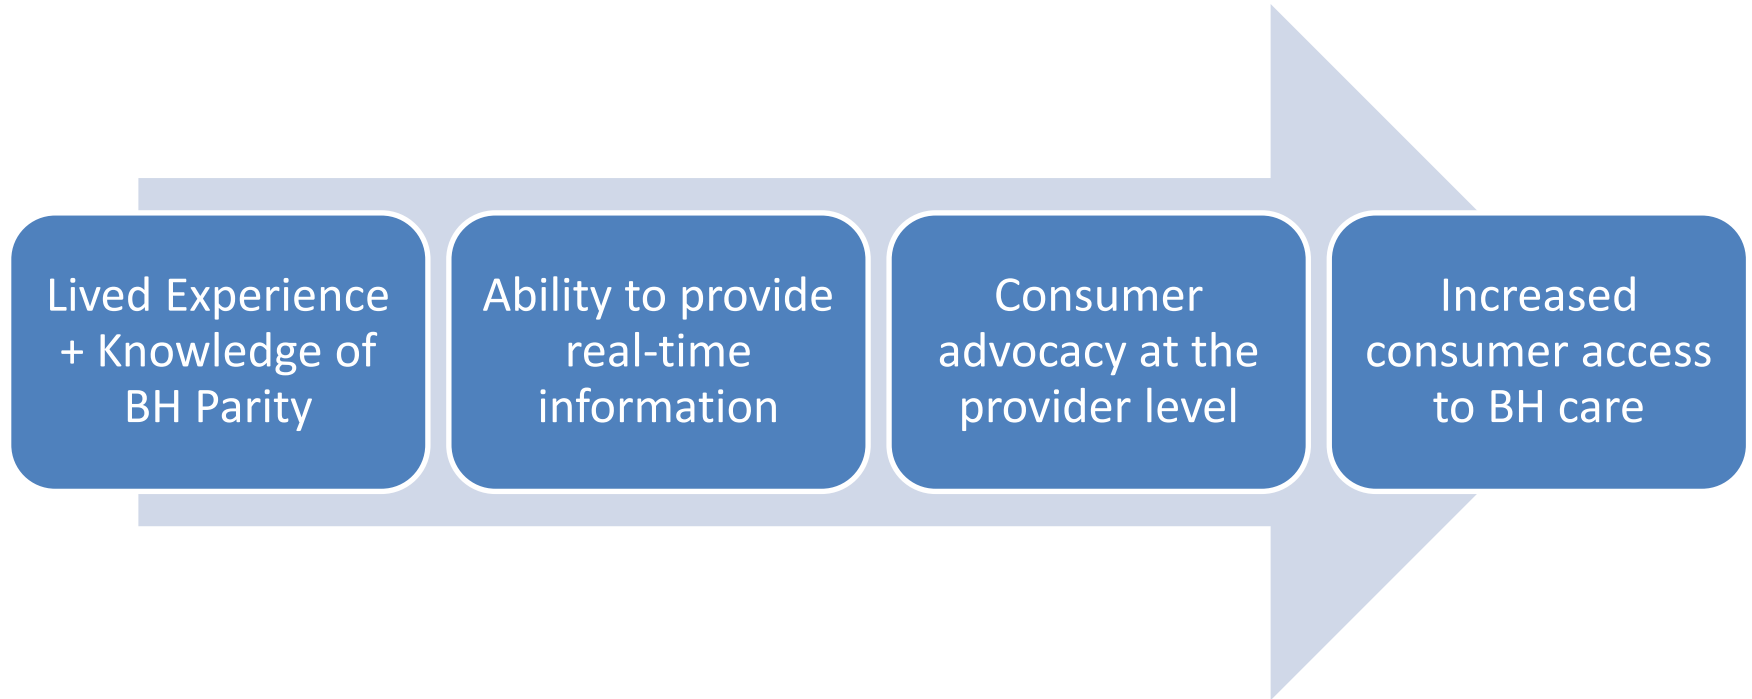 Lived Experience
+ Knowledge of
BH Parity
Ability to provide
real-time
information
Consumer
advocacy at the
provider level
Increased
consumer access
to BH care